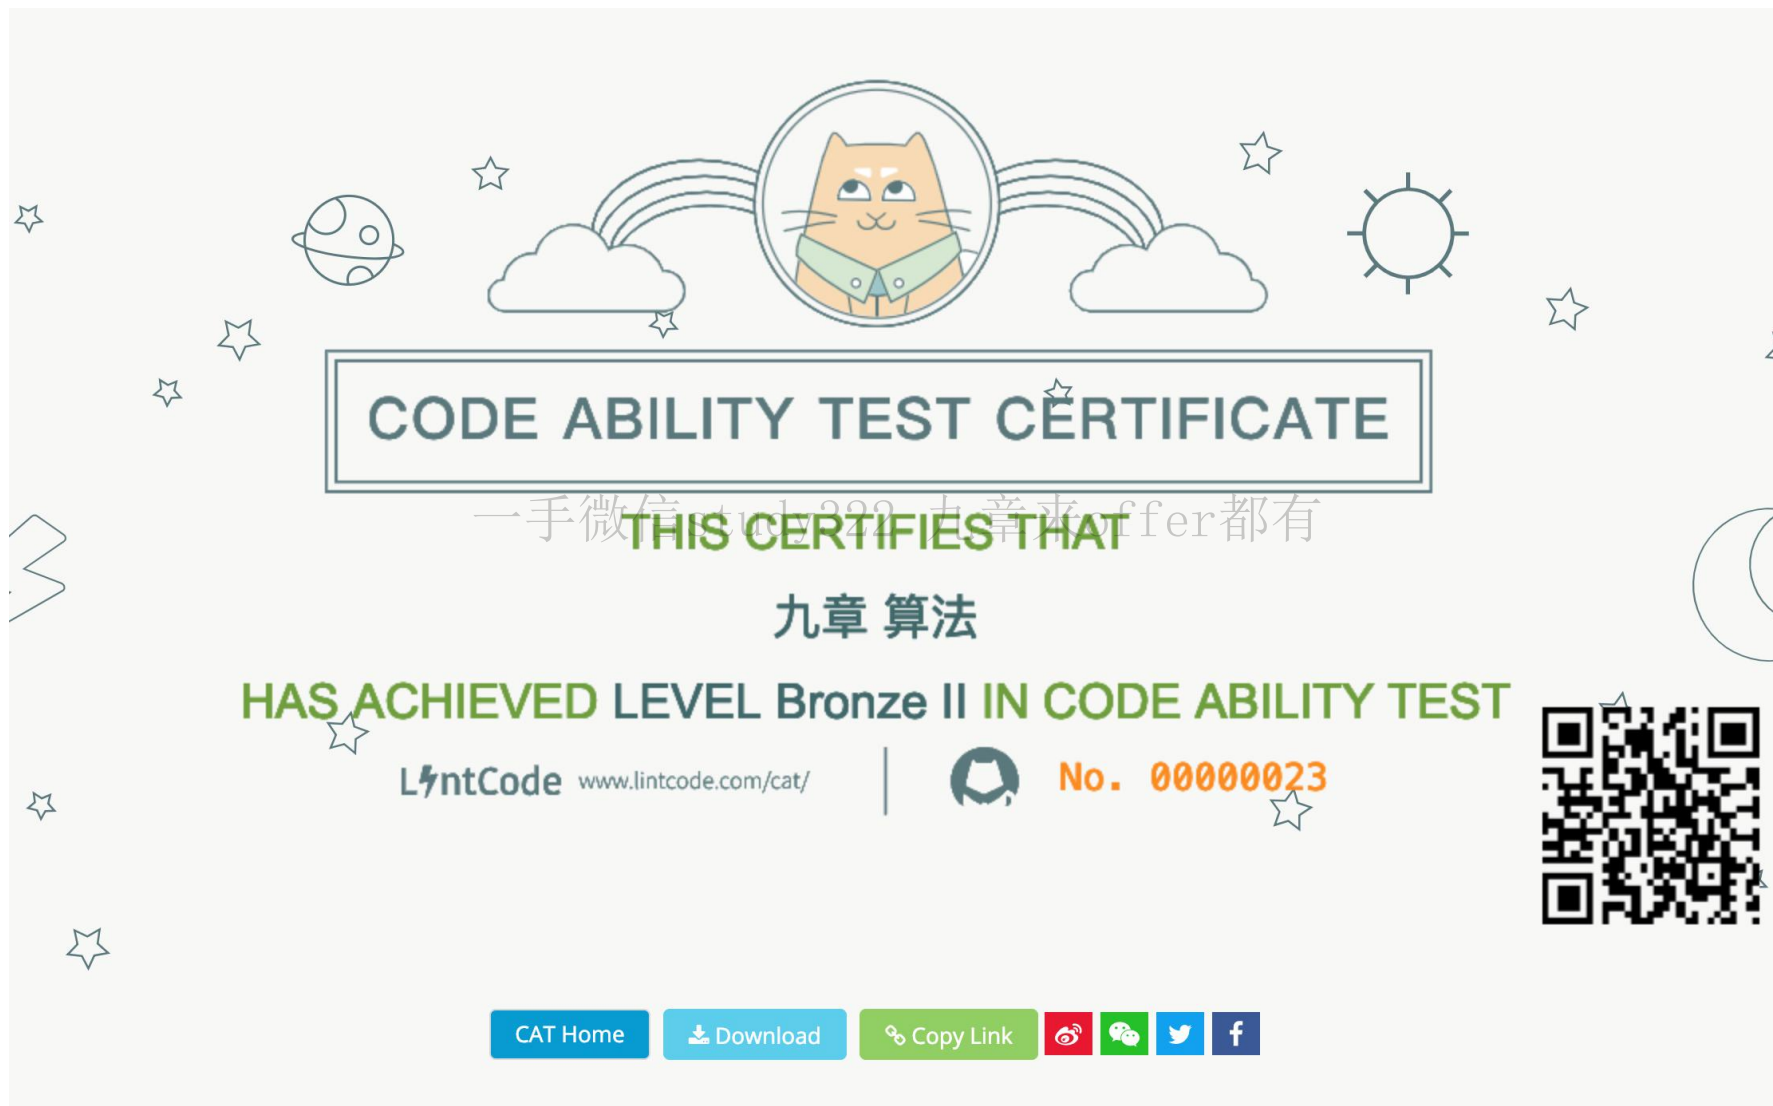 CODE ABILITY TEST CERTIFICATE
一手微信study322 九章来offer都有
THIS CERTIFIES THAT
九章 算法
HAS ACHIEVED LEVEL Bronze II IN CODE ABILITY TEST
LintCode www.lintcode.com/cat/ No. 00000023
CAT Home Download Copy Link